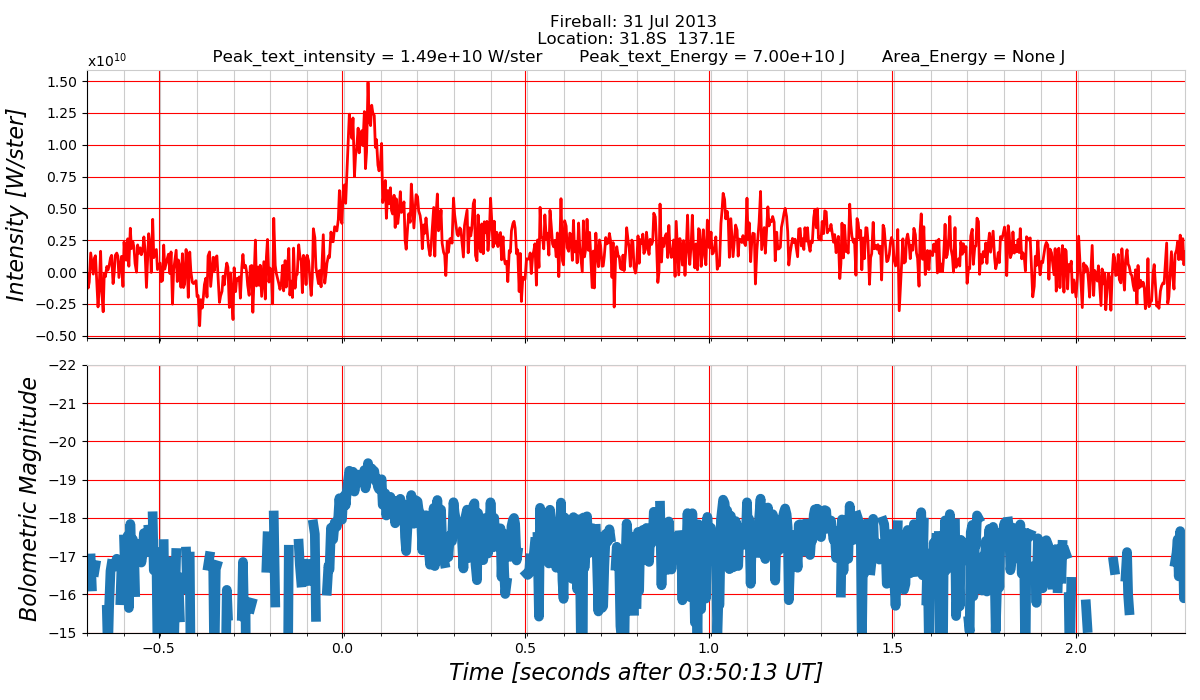 Fireball: 31 Jul 2013
Location: 31.8S  137.1E
Peak_text_intensity = 1.49e+10 W/ster       Peak_text_Energy = 7.00e+10 J       Area_Energy = None J
x10¹⁰
1.50
1.25
1.00
0.75
0.50
0.25
0.00
−0.25
−0.50
Intensity [W/ster]
−22
−21
−20
−19
−18
−17
−16
−15
Bolometric Magnitude
−0.5 0.0 0.5 1.0 1.5 2.0
Time [seconds after 03:50:13 UT]